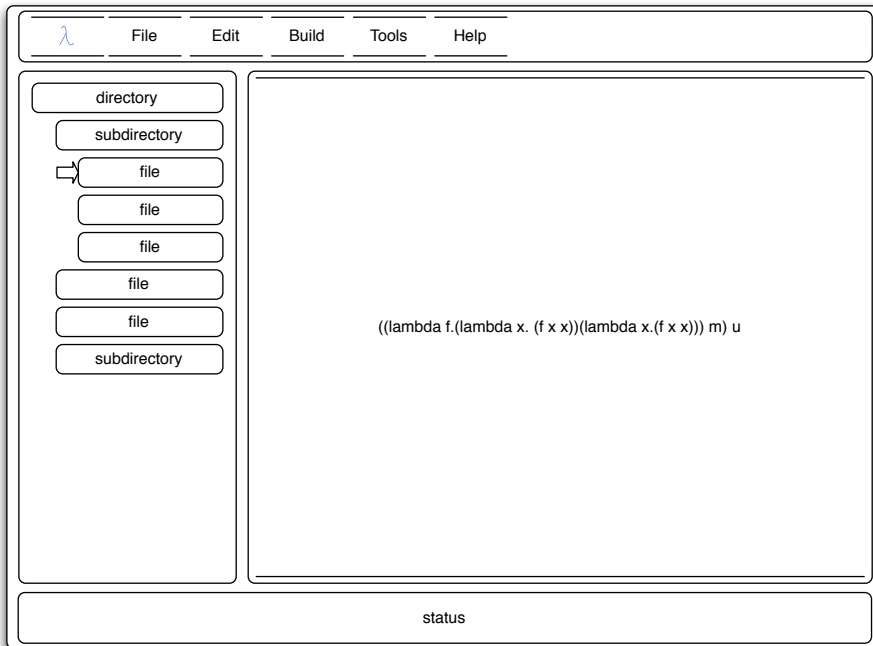 λ File Edit Build Tools Help
directory
subdirectory
file
file
file
file
file
subdirectory
((lambda f.(lambda x. (f x x))(lambda x.(f x x))) m) u
status